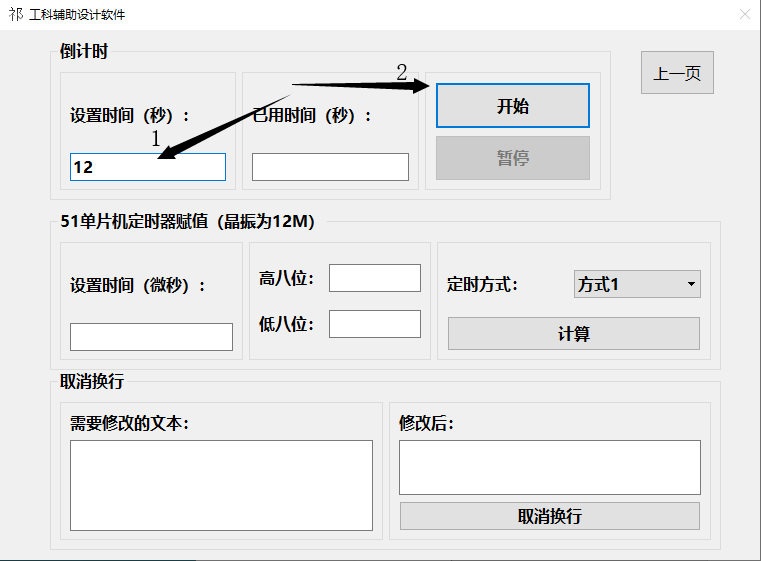 祁 工科辅助设计软件
倒计时
上一页
2
设置时间（秒）：
已用时间（秒）：
开始
1
12
暂停
51单片机定时器赋值（晶振为12M）
设置时间（微秒）：
高八位：
定时方式：
方式1
低八位：
计算
取消换行
需要修改的文本：
修改后：
取消换行